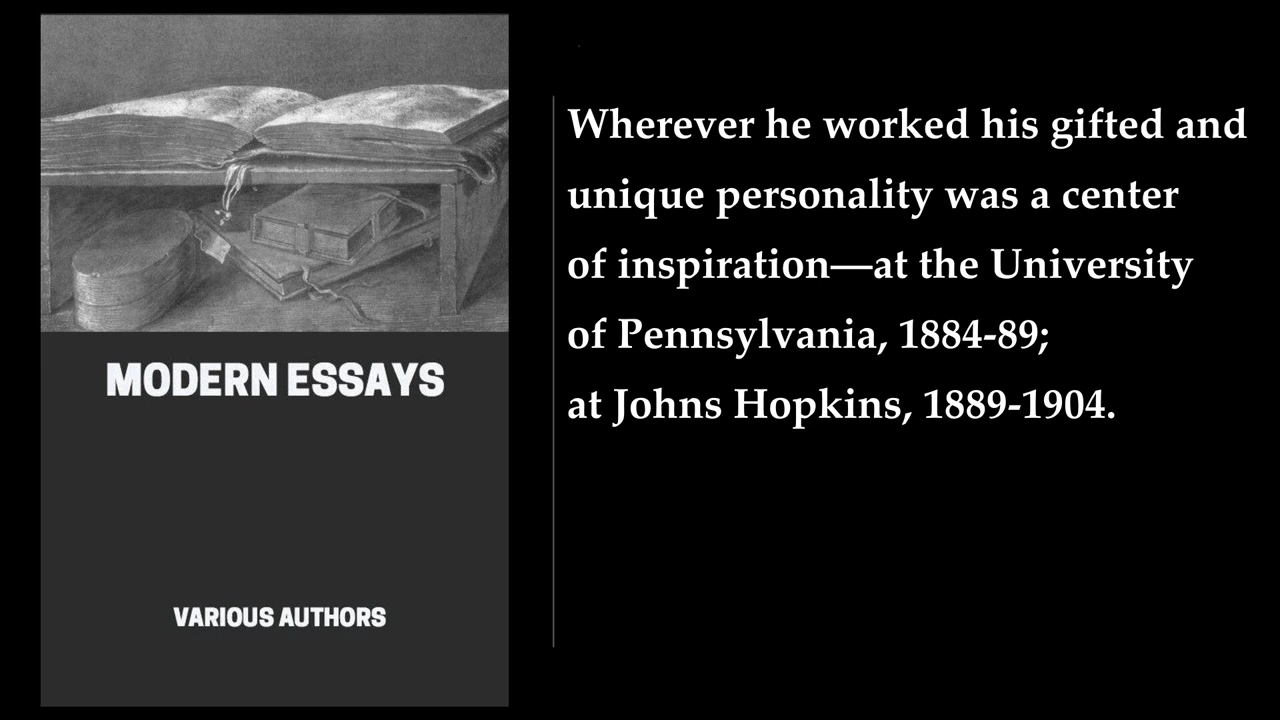 MODERN ESSAYS
VARIOUS AUTHORS
Wherever he worked his gifted and
unique personality was a center
of inspiration—at the University
of Pennsylvania, 1884-89;
at Johns Hopkins, 1889-1904.